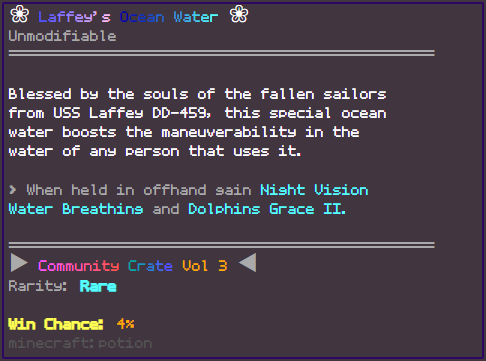 ❀ Laffey's Ocean Water ❀
Unmodifiable
Blessed by the souls of the fallen sailors
from USS Laffey DD-459, this special ocean
water boosts the maneuverability in the
water of any person that uses it.
> When held in offhand gain Night Vision
Water Breathing and Dolphins Grace II.
▶ Community Crate Vol 3 ◀
Rarity: Rare
Win Chance: 4%
minecraft:potion